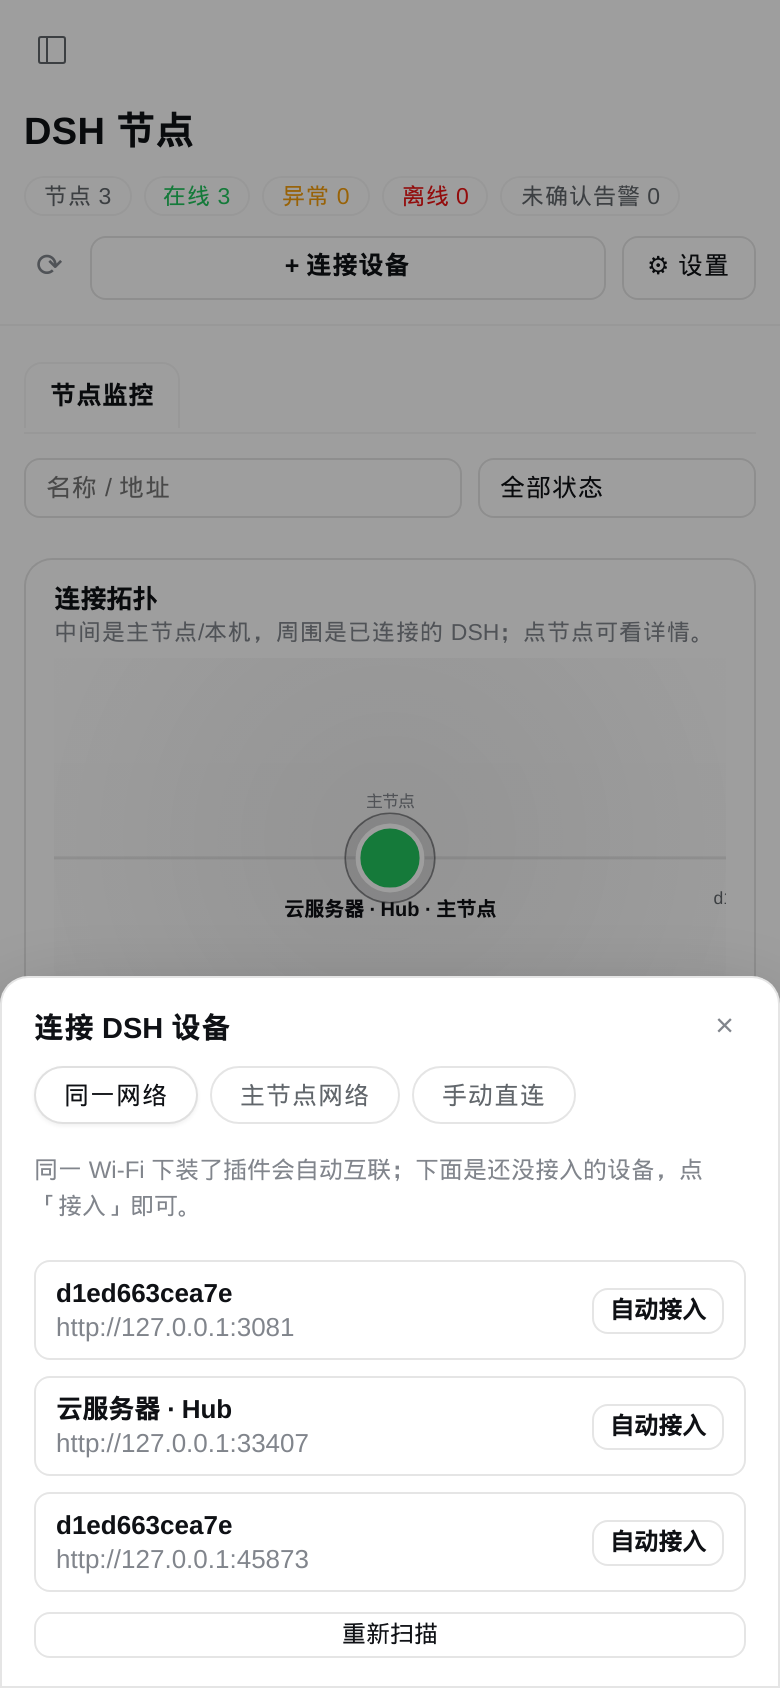 DSH 节点
节点 3
在线 3
异常 0
离线 0
未确认告警 0
⟳
+ 连接设备
⚙ 设置
节点监控
名称 / 地址
全部状态
连接拓扑
中间是主节点/本机，周围是已连接的 DSH；点节点可看详情。
主节点
云服务器 · Hub · 主节点
连接 DSH 设备
×
同一网络
主节点网络
手动直连
同一 Wi-Fi 下装了插件会自动互联；下面是还没接入的设备，点
「接入」即可。
d1ed663cea7e
http://127.0.0.1:3081
自动接入
云服务器 · Hub
http://127.0.0.1:33407
自动接入
d1ed663cea7e
http://127.0.0.1:45873
自动接入
重新扫描